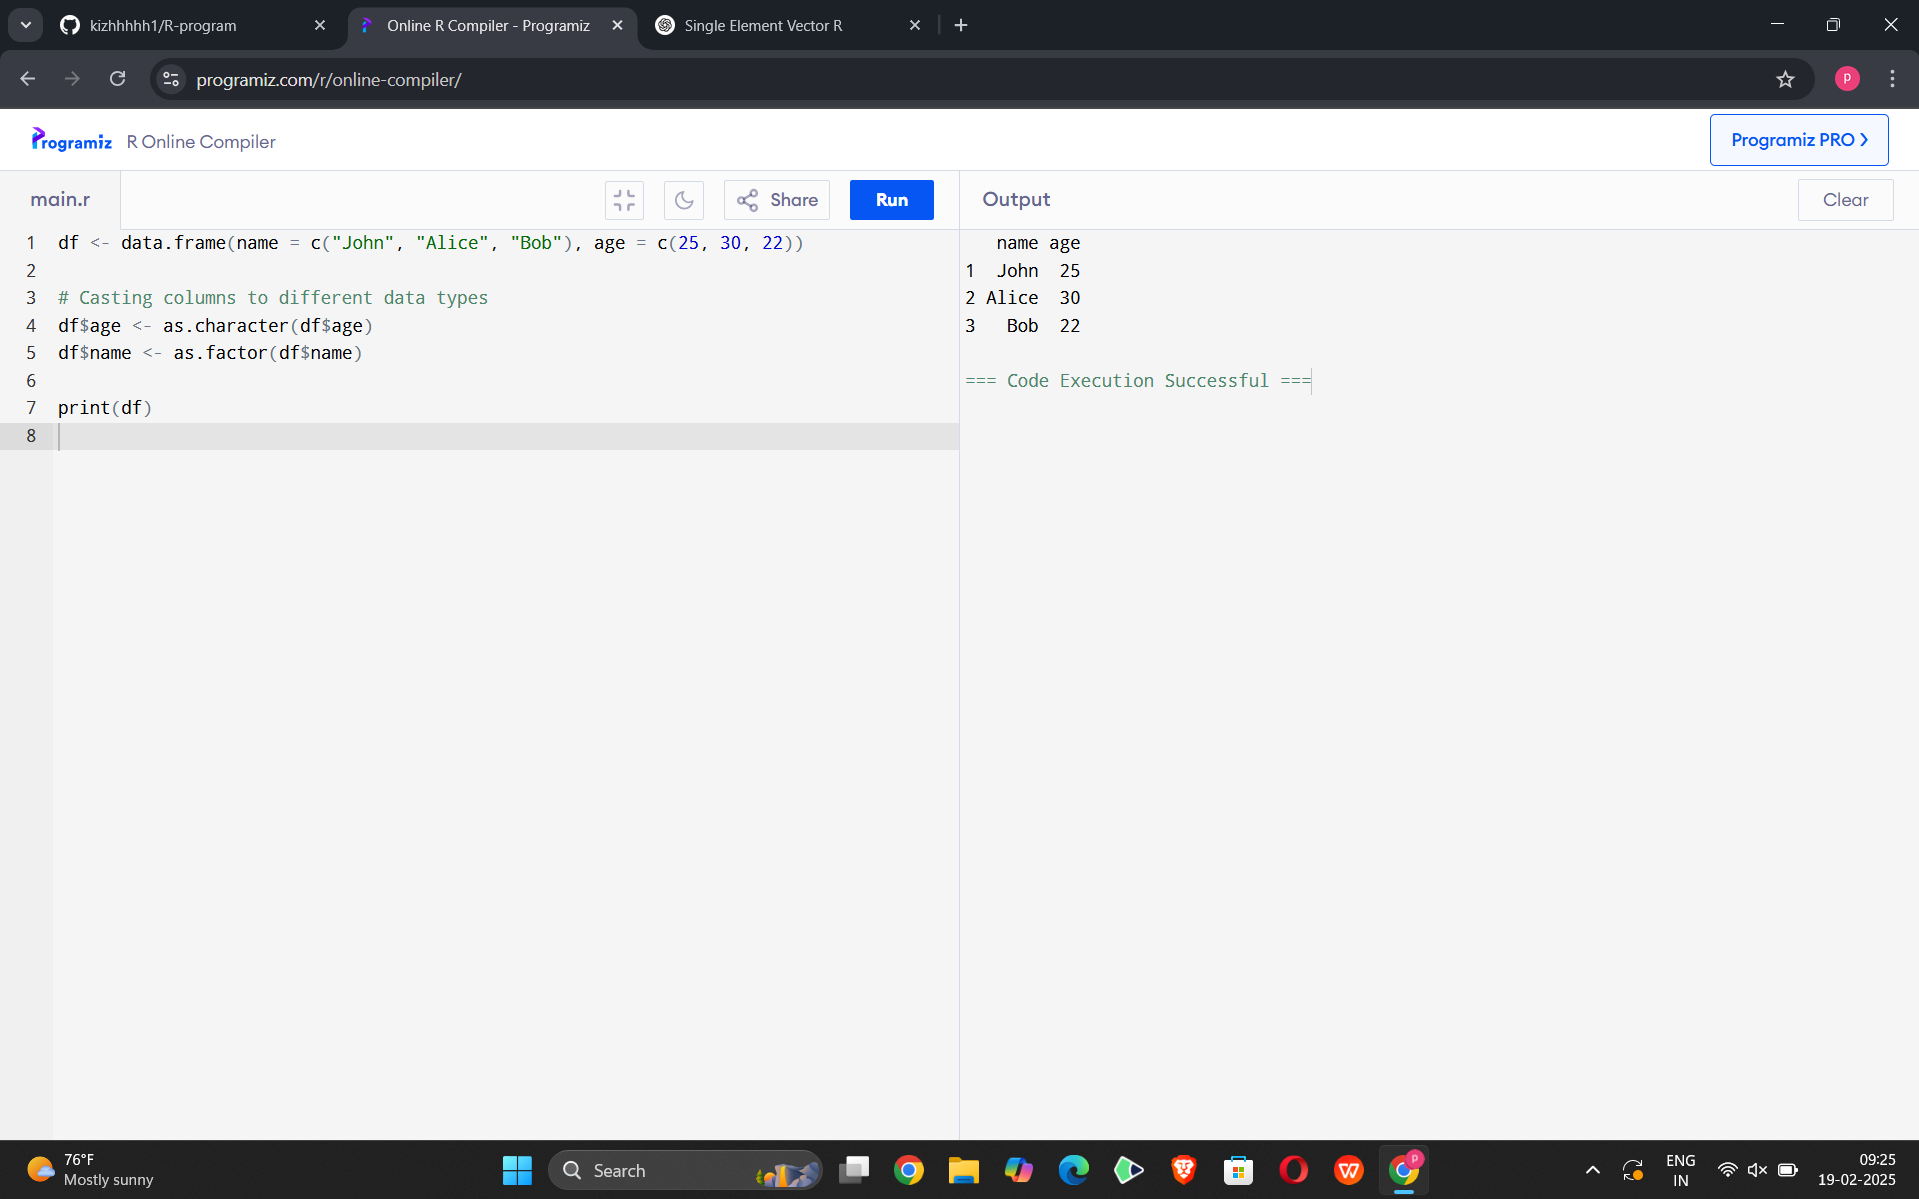 kizhhhhh1/R-program
Online R Compiler - Programiz
Single Element Vector R
programiz.com/r/online-compiler/
P
Programiz R Online Compiler
Programiz PRO
main.r
Share
Run
Output
Clear
1 df <- data.frame(name = c("John", "Alice", "Bob"), age = c(25, 30, 22))
2
3 # Casting columns to different data types
4 df$age <- as.character(df$age)
5 df$name <- as.factor(df$name)
6
7 print(df)
8
name age
1 John 25
2 Alice 30
3 Bob 22
=== Code Execution Successful ===
76°F
Mostly sunny
Search
P
ENG
IN
09:25
19-02-2025